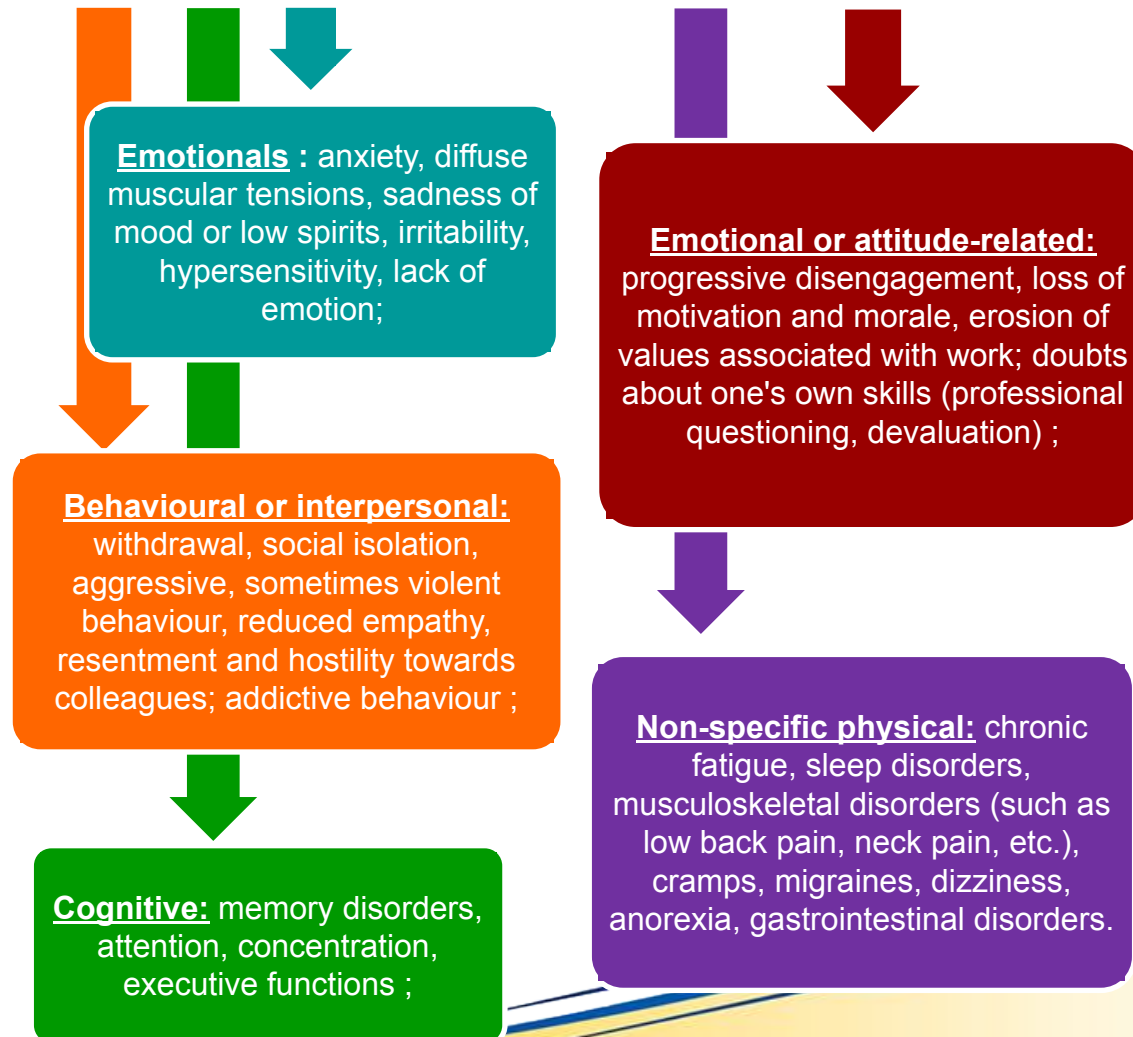 Emotionals : anxiety, diffuse
muscular tensions, sadness of
mood or low spirits, irritability,
hypersensitivity, lack of
emotion;
Behavioural or interpersonal:
withdrawal, social isolation,
aggressive, sometimes violent
behaviour, reduced empathy,
resentment and hostility towards
colleagues; addictive behaviour ;
Cognitive: memory disorders,
attention, concentration,
executive functions ;
Emotional or attitude-related:
progressive disengagement, loss of
motivation and morale, erosion of
values associated with work; doubts
about one's own skills (professional
questioning, devaluation) ;
Non-specific physical: chronic
fatigue, sleep disorders,
musculoskeletal disorders (such as
low back pain, neck pain, etc.),
cramps, migraines, dizziness,
anorexia, gastrointestinal disorders.